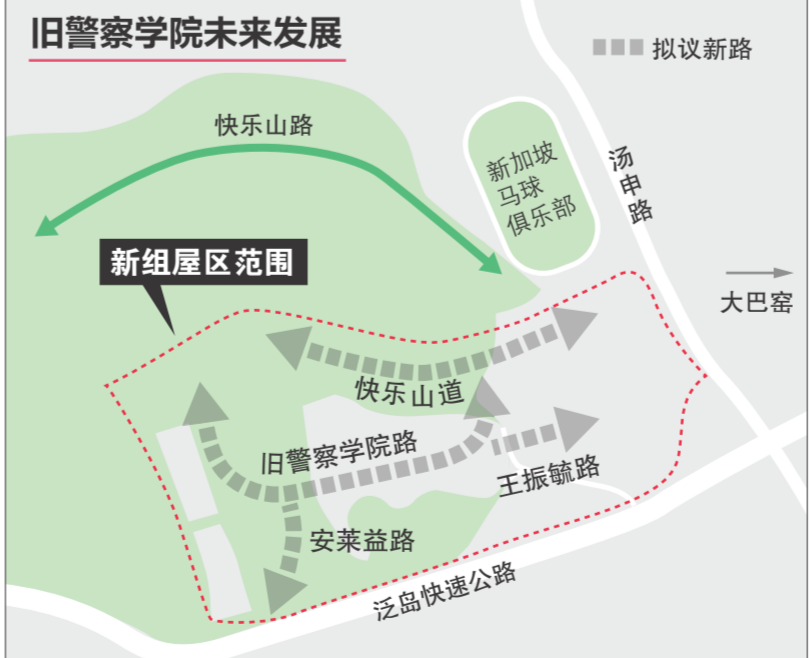 旧警察学院未来发展
拟议新路
快乐山路
新加坡
马球
俱乐部
汤申路
新组屋区范围
大巴窑
快乐山道
旧警察学院路
王振毓路
安莱益路
泛岛快速公路